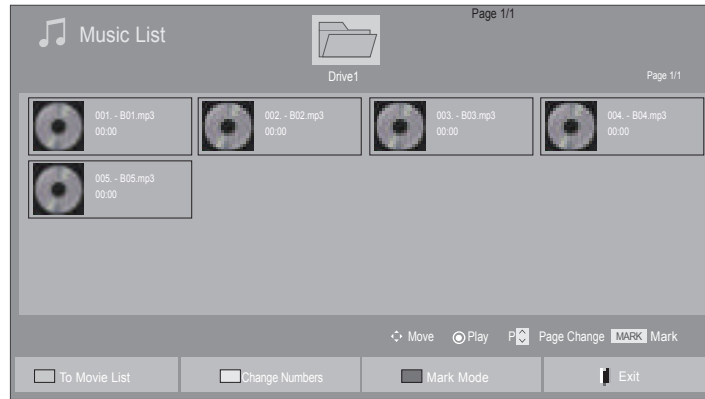 Page 1/1
Music List
Drive1
Page 1/1
001. - B01.mp3
00:00
002. - B02.mp3
00:00
003. - B03.mp3
00:00
004. - B04.mp3
00:00
005. - B05.mp3
00:00
Move Play P Page Change MARK Mark
To Movie List Change Numbers Mark Mode Exit